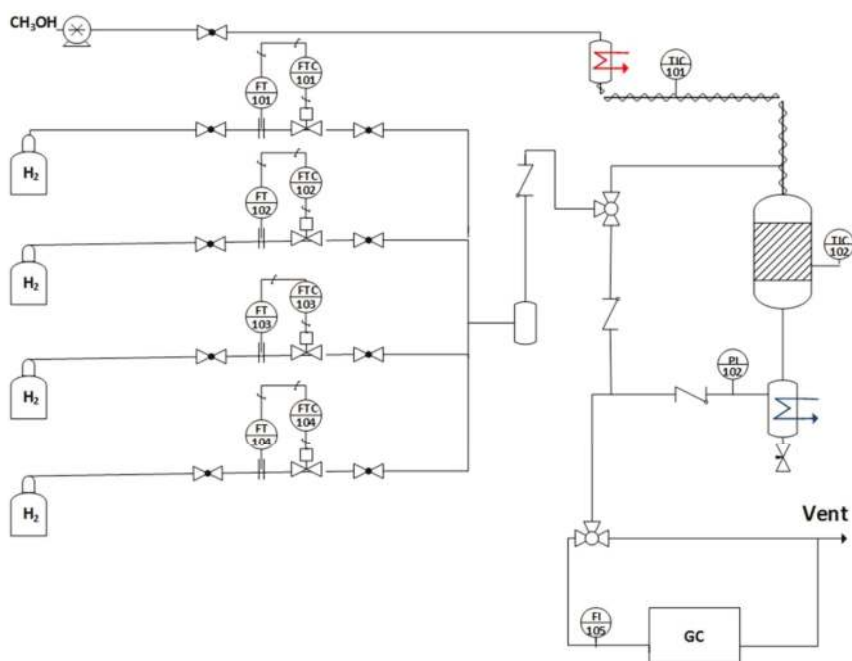 CH₃OH
FTC
101
FT
101
TIC
101
H₂
FTC
102
FT
102
TIC
102
H₂
FTC
103
FT
103
H₂
PI
102
FTC
104
FT
104
H₂
Vent
FI
105
GC